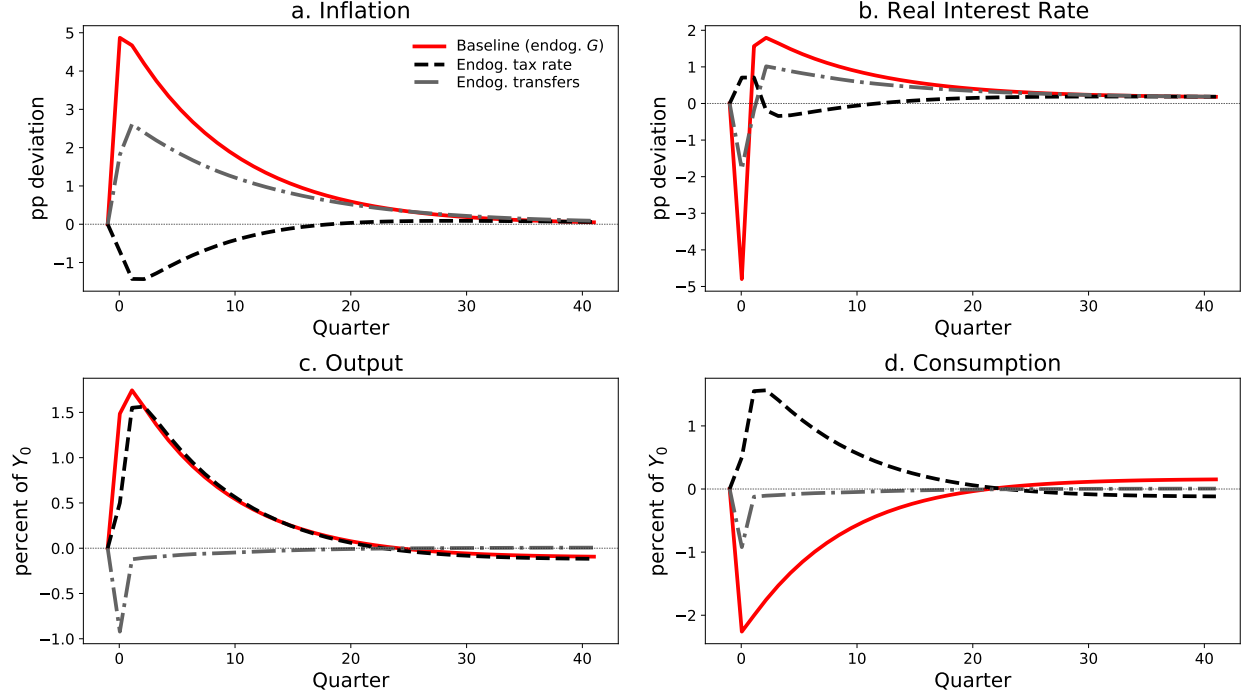 a. Inflation
pp deviation
5
4
3
2
1
0
−1
0 10 20 30 40
Quarter
Baseline (endog. G)
Endog. tax rate
Endog. transfers
b. Real Interest Rate
pp deviation
2
1
0
−1
−2
−3
−4
−5
0 10 20 30 40
Quarter
c. Output
percent of Y₀
1.5
1.0
0.5
0.0
−0.5
−1.0
0 10 20 30 40
Quarter
d. Consumption
percent of Y₀
1
0
−1
−2
0 10 20 30 40
Quarter